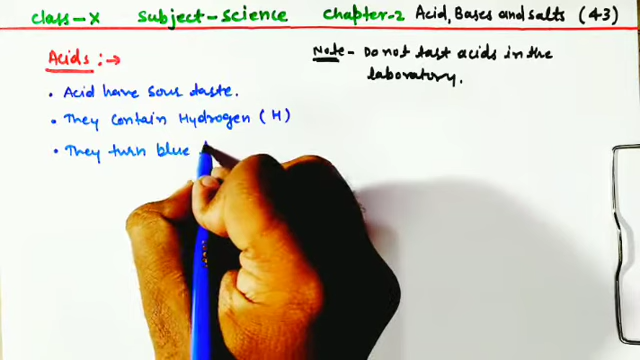 Class-X Subject-Science Chapter-2 Acid, Bases and Salts (43)
Acids :→
Note - Do not tast acids in the
laboratory.
• Acid have sour taste.
• They contain Hydrogen (H)
• They turn blue